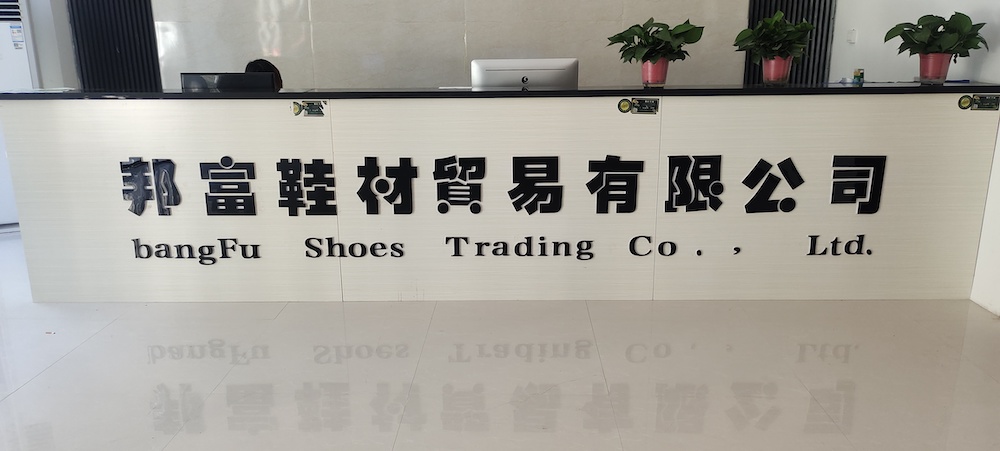 邦富鞋材貿易有限公司
bangFu Shoes Trading Co . , Ltd.